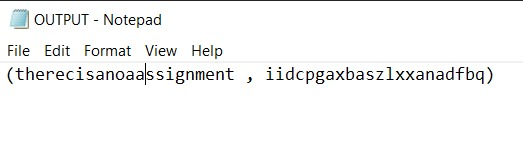 OUTPUT - Notepad
File Edit Format View Help
(therecisanoaassignment , iidcpgaxbaszlxxanadfbq)